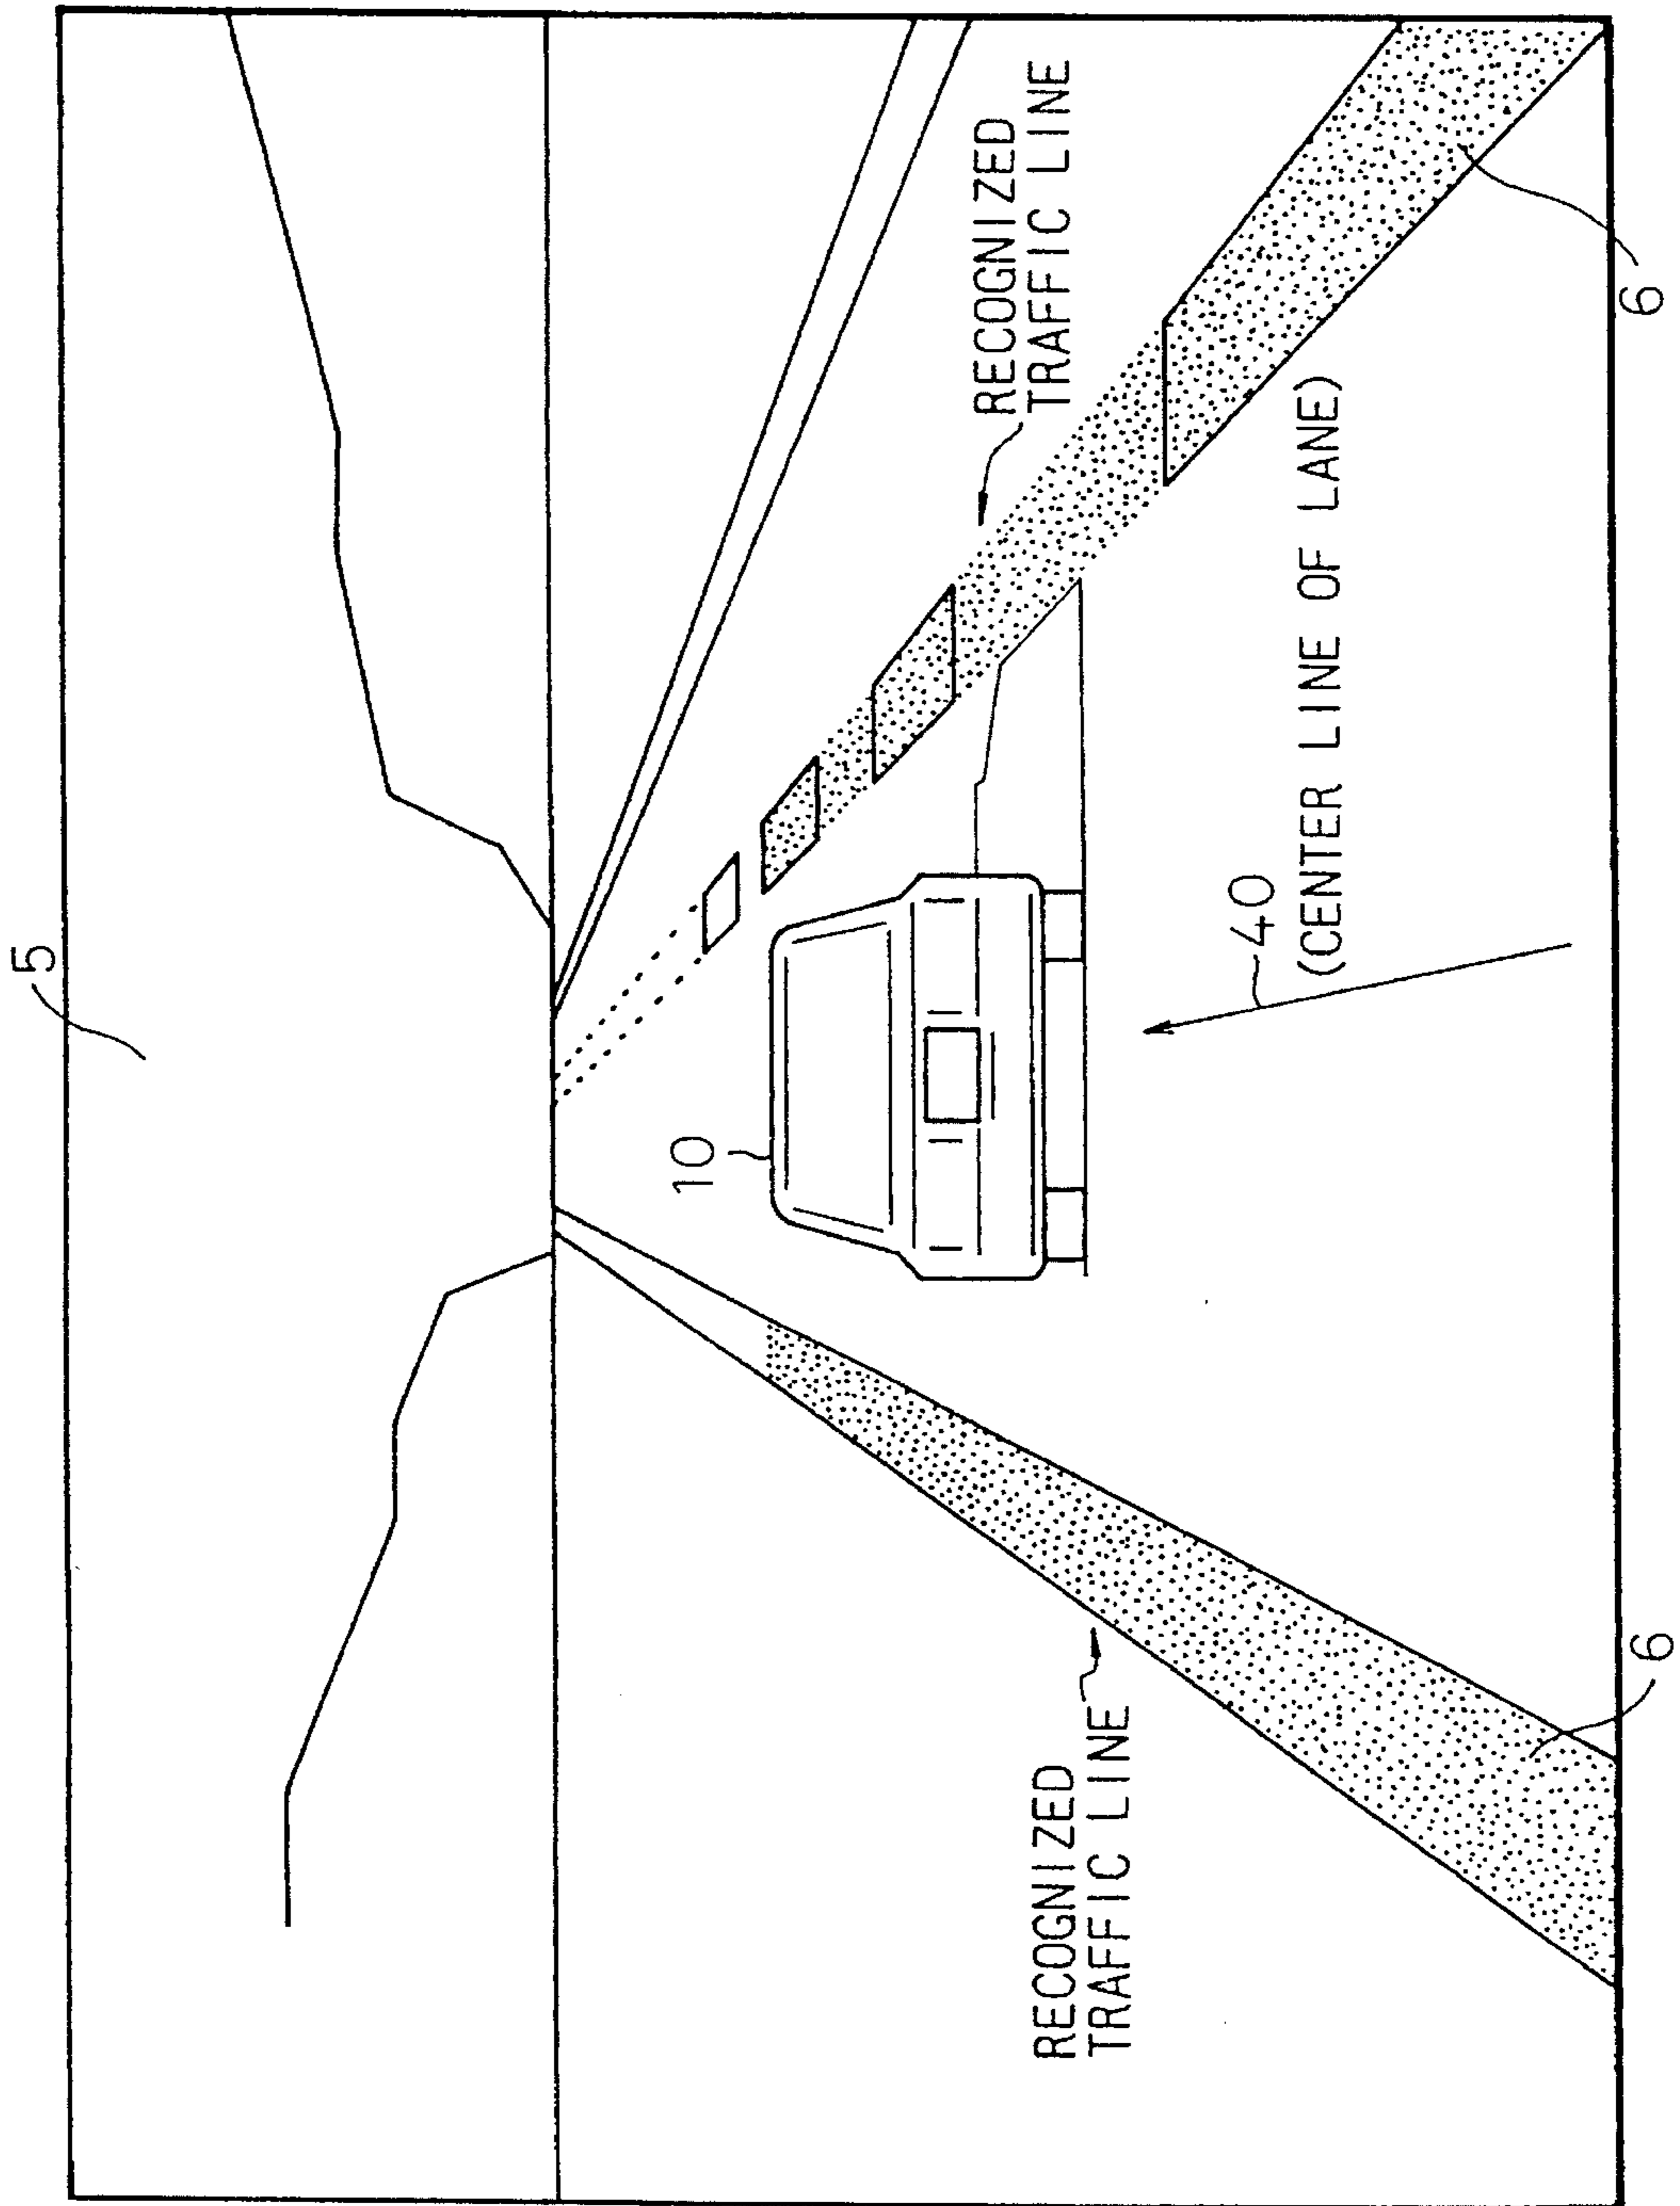 5
10
RECOGNIZED
TRAFFIC LINE
RECOGNIZED
TRAFFIC LINE
40
(CENTER LINE OF LANE)
6
6